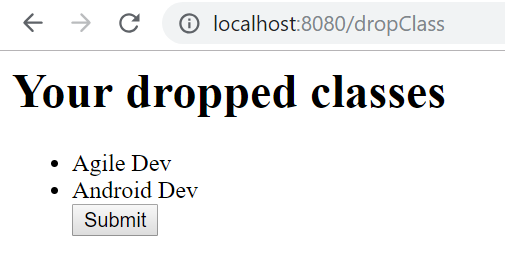 localhost:8080/dropClass
Your dropped classes
Agile Dev
Android Dev
Submit